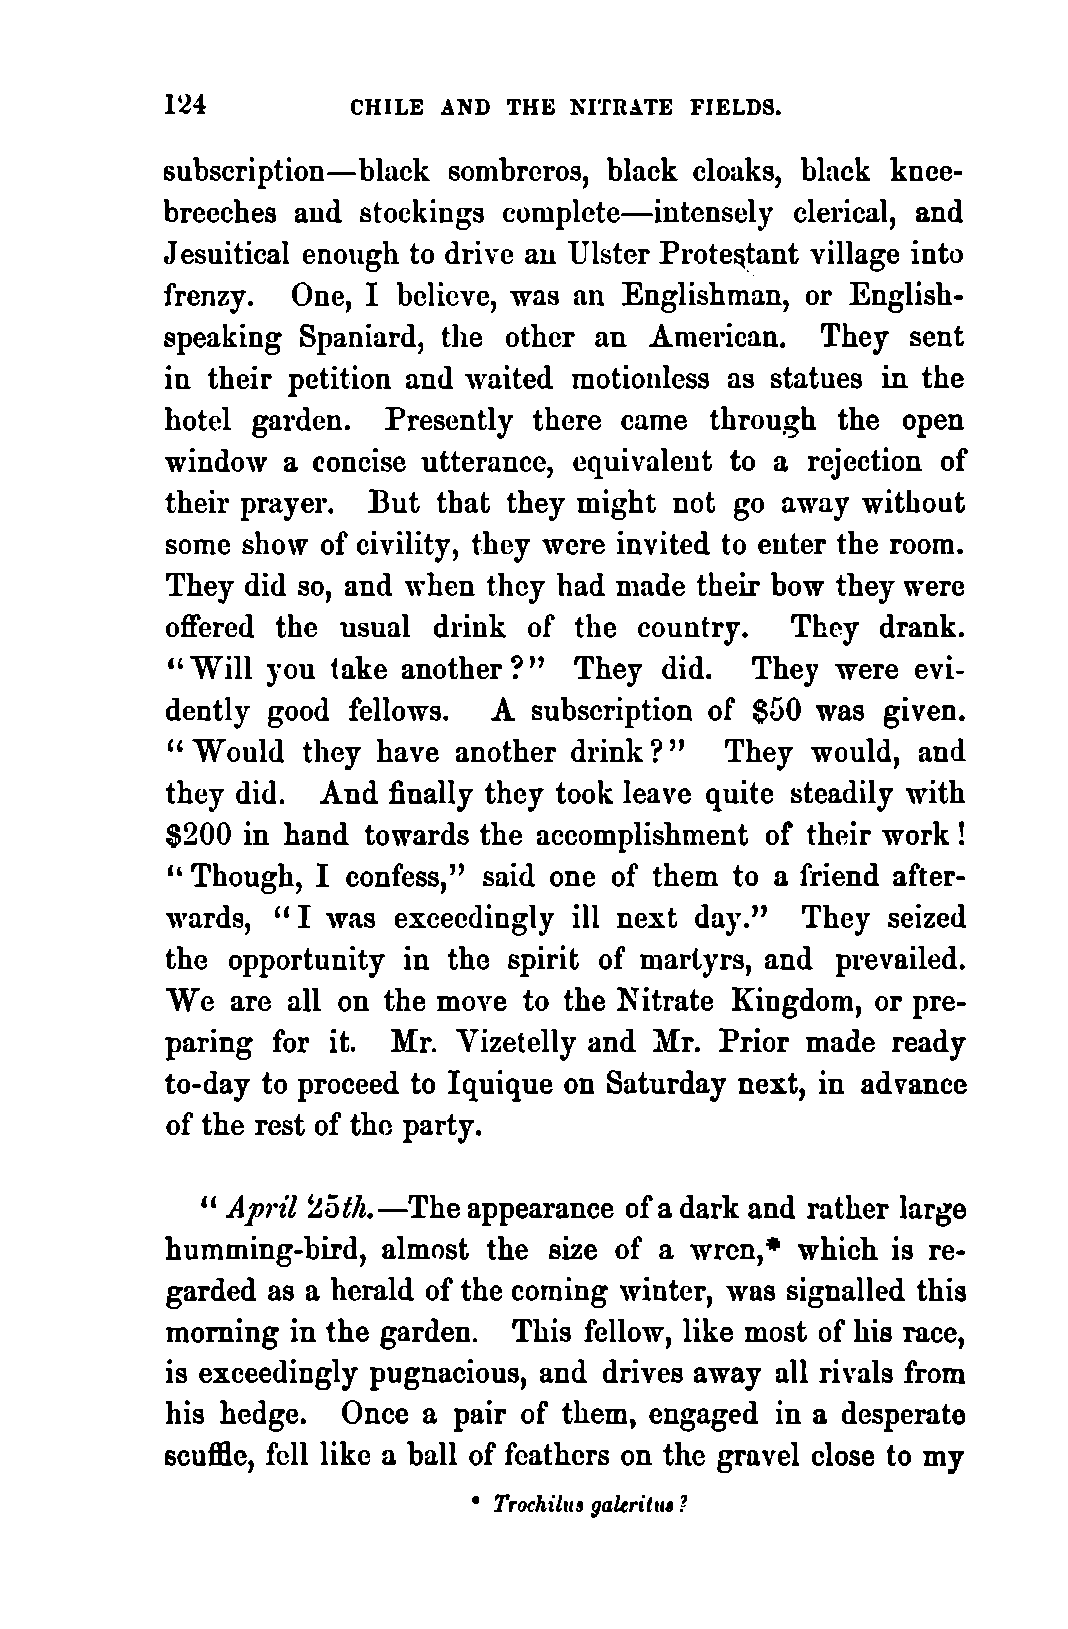 124 CHILE AND THE NITRATE FIELDS.
subscription—black sombreros, black cloaks, black knee-
breeches and stockings complete—intensely clerical, and
Jesuitical enough to drive an Ulster Protestant village into
frenzy. One, I believe, was an Englishman, or English-
speaking Spaniard, the other an American. They sent
in their petition and waited motionless as statues in the
hotel garden. Presently there came through the open
window a concise utterance, equivalent to a rejection of
their prayer. But that they might not go away without
some show of civility, they were invited to enter the room.
They did so, and when they had made their bow they were
offered the usual drink of the country. They drank.
"Will you take another?" They did. They were evi-
dently good fellows. A subscription of $50 was given.
"Would they have another drink?" They would, and
they did. And finally they took leave quite steadily with
$200 in hand towards the accomplishment of their work!
"Though, I confess," said one of them to a friend after-
wards, "I was exceedingly ill next day." They seized
the opportunity in the spirit of martyrs, and prevailed.
We are all on the move to the Nitrate Kingdom, or pre-
paring for it. Mr. Vizetelly and Mr. Prior made ready
to-day to proceed to Iquique on Saturday next, in advance
of the rest of the party.
"April 25th.—The appearance of a dark and rather large
humming-bird, almost the size of a wren,* which is re-
garded as a herald of the coming winter, was signalled this
morning in the garden. This fellow, like most of his race,
is exceedingly pugnacious, and drives away all rivals from
his hedge. Once a pair of them, engaged in a desperate
scuffle, fell like a ball of feathers on the gravel close to my
* Trochilus galeritus?